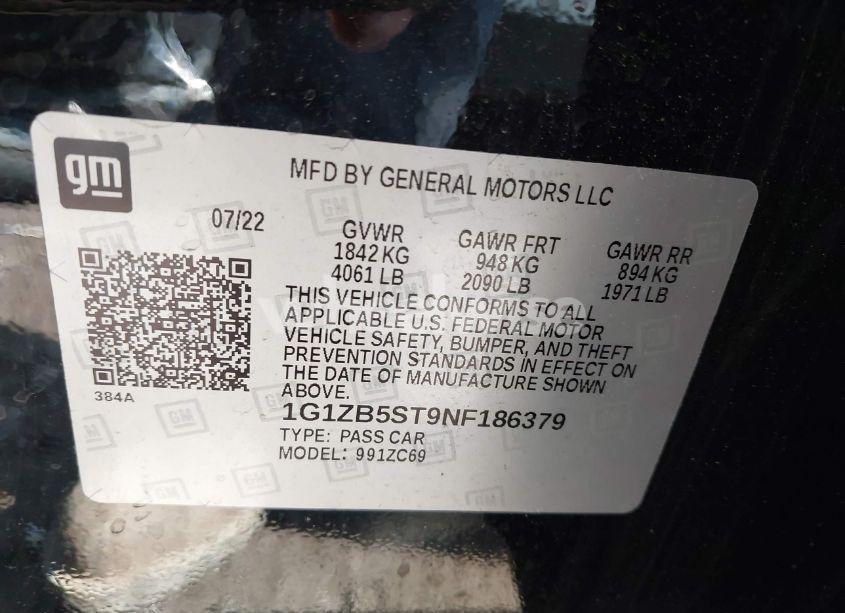 gm
MFD BY GENERAL MOTORS LLC
07/22
GVWR
1842 KG
4061 LB
GAWR FRT
948 KG
2090 LB
GAWR RR
894 KG
1971 LB
THIS VEHICLE CONFORMS TO ALL
APPLICABLE U.S. FEDERAL MOTOR
VEHICLE SAFETY, BUMPER, AND THEFT
PREVENTION STANDARDS IN EFFECT ON
THE DATE OF MANUFACTURE SHOWN
ABOVE.
384A
1G1ZB5ST9NF186379
TYPE: PASS CAR
MODEL: 991ZC69